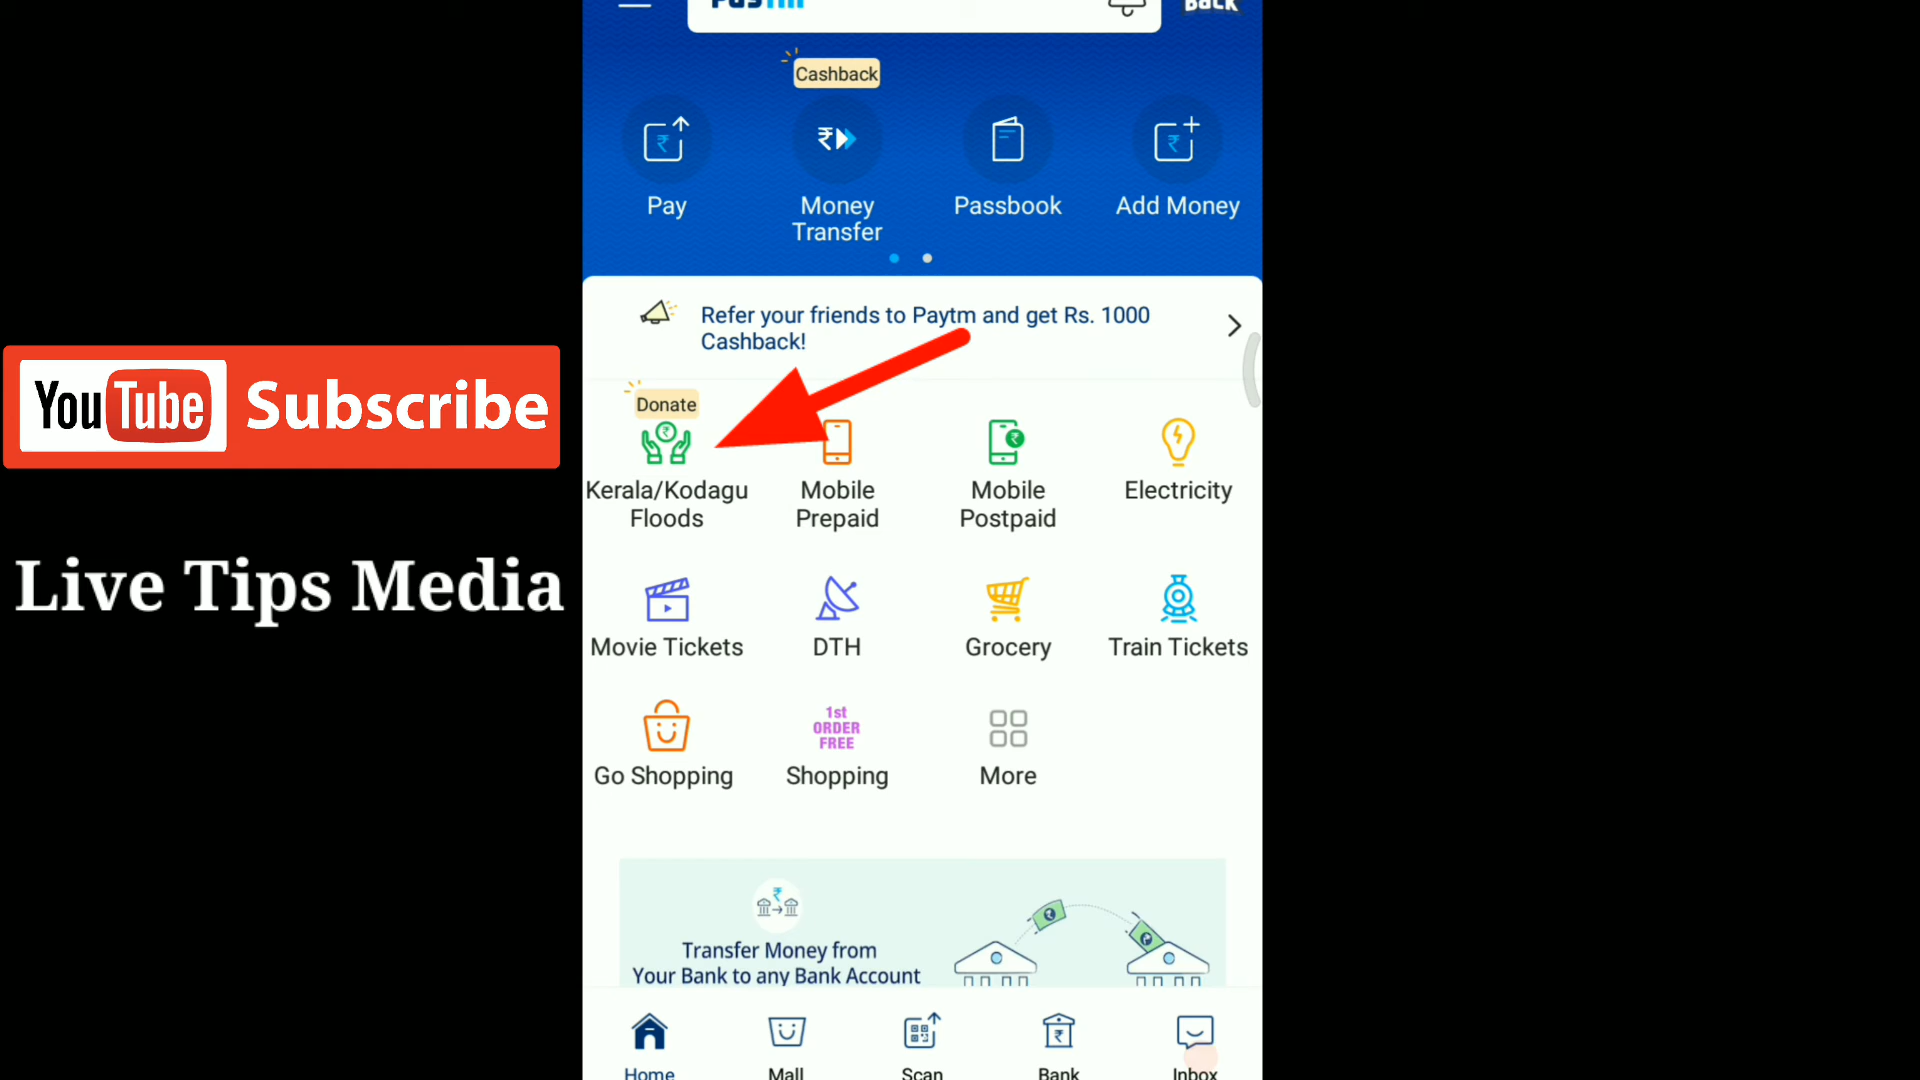 Paytm
Back
Cashback
Pay
Money
Transfer
Passbook
Add Money
Refer your friends to Paytm and get Rs. 1000
Cashback!
YouTube Subscribe
Donate
Kerala/Kodagu
Floods
Mobile
Prepaid
Mobile
Postpaid
Electricity
Live Tips Media
Movie Tickets
DTH
Grocery
Train Tickets
1st
ORDER
FREE
Go Shopping
Shopping
More
Transfer Money from
Your Bank to any Bank Account
Home
Mall
Scan
Bank
Inbox